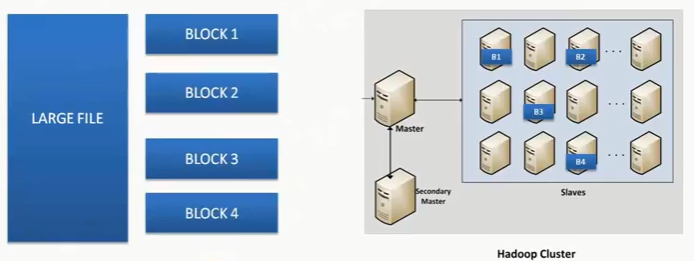 LARGE FILE
BLOCK 1
BLOCK 2
BLOCK 3
BLOCK 4
B1
B2
B3
B4
Master
Secondary
Master
Slaves
Hadoop Cluster